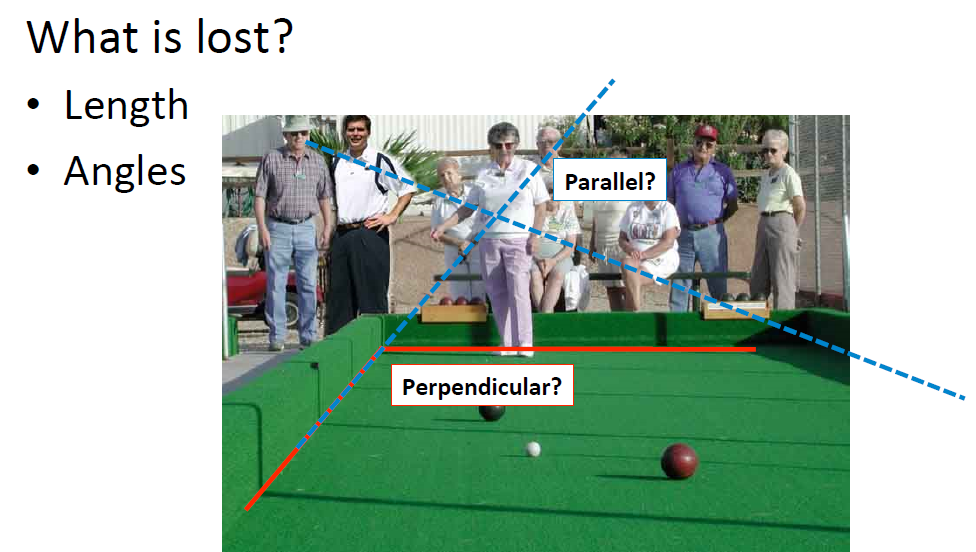 What is lost?
• Length
• Angles
Parallel?
Perpendicular?